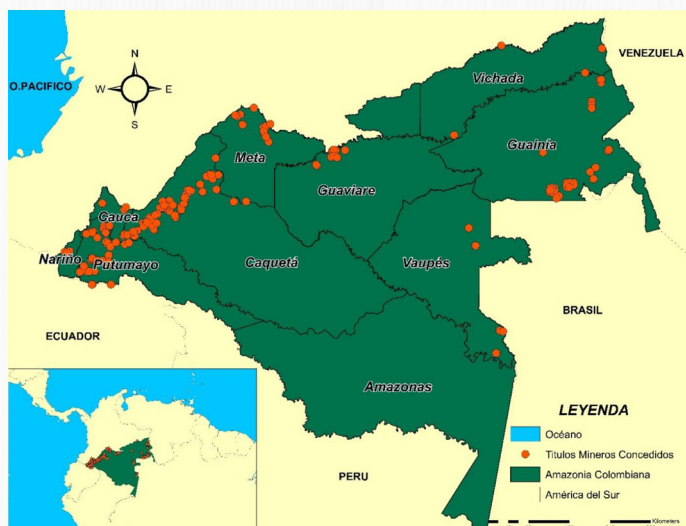 N
W
E
S
O.PACIFICO
VENEZUELA
Vichada
Guainía
Meta
Guaviare
Cauca
Nariño
Putumayo
Caquetá
Vaupés
BRASIL
ECUADOR
Amazonas
PERU
LEYENDA
Océano
Titulos Mineros Concedidos
Amazonia Colombiana
América del Sur
Kilometers